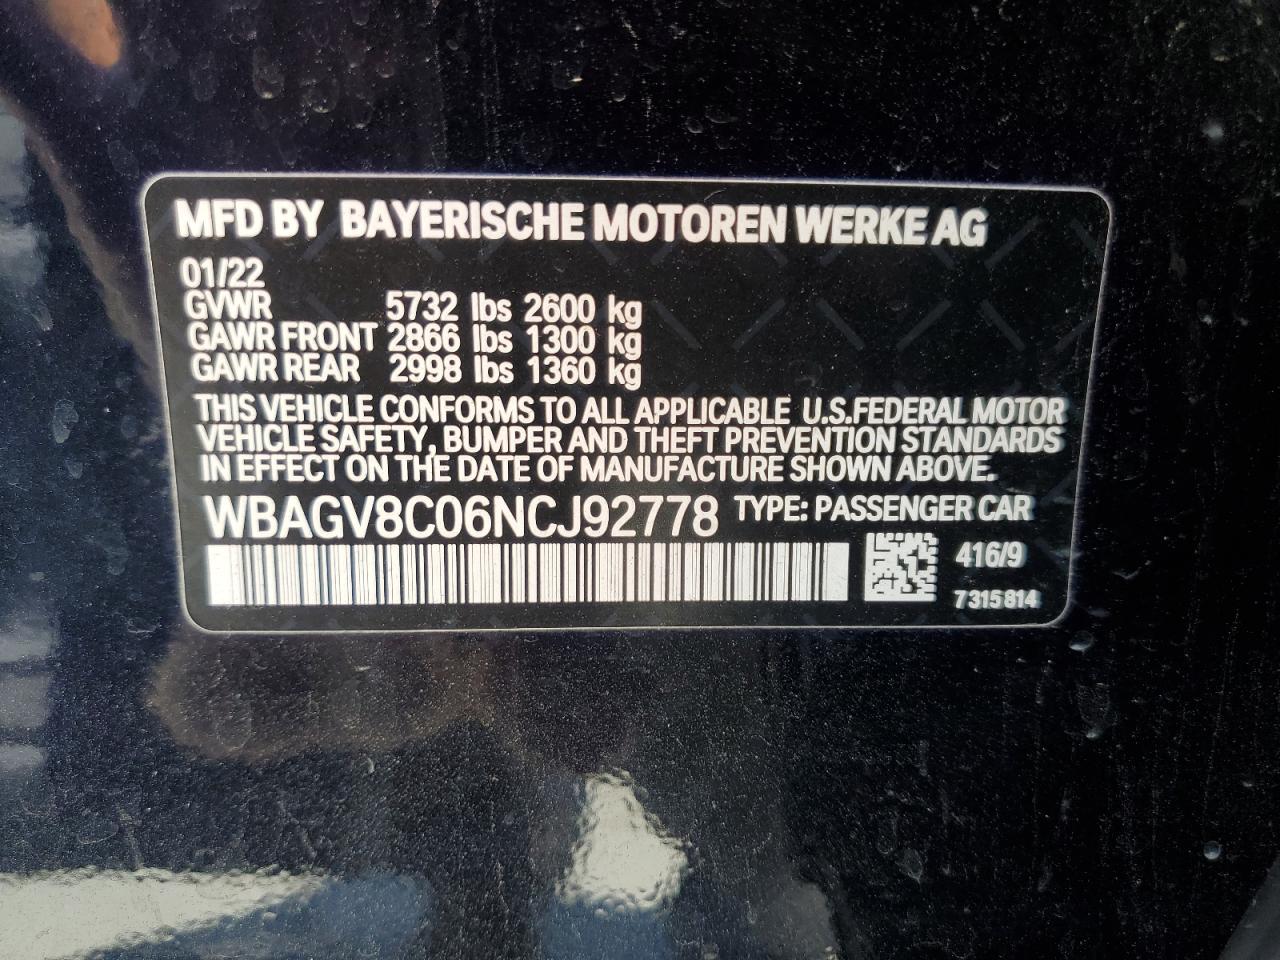 MFD BY BAYERISCHE MOTOREN WERKE AG
01/22
GVWR 5732 lbs 2600 kg
GAWR FRONT 2866 lbs 1300 kg
GAWR REAR 2998 lbs 1360 kg
THIS VEHICLE CONFORMS TO ALL APPLICABLE U.S.FEDERAL MOTOR
VEHICLE SAFETY, BUMPER AND THEFT PREVENTION STANDARDS
IN EFFECT ON THE DATE OF MANUFACTURE SHOWN ABOVE.
WBAGV8C06NCJ92778 TYPE: PASSENGER CAR
416/9
7315814